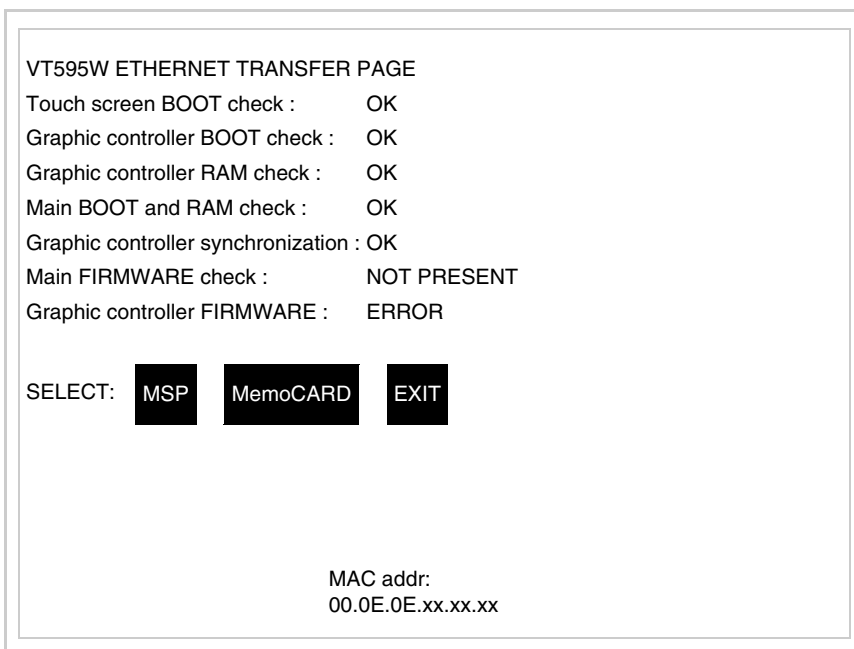 VT595W ETHERNET TRANSFER PAGE
Touch screen BOOT check : OK
Graphic controller BOOT check : OK
Graphic controller RAM check : OK
Main BOOT and RAM check : OK
Graphic controller synchronization : OK
Main FIRMWARE check : NOT PRESENT
Graphic controller FIRMWARE : ERROR
SELECT: MSP MemoCARD EXIT
MAC addr:
00.0E.0E.xx.xx.xx